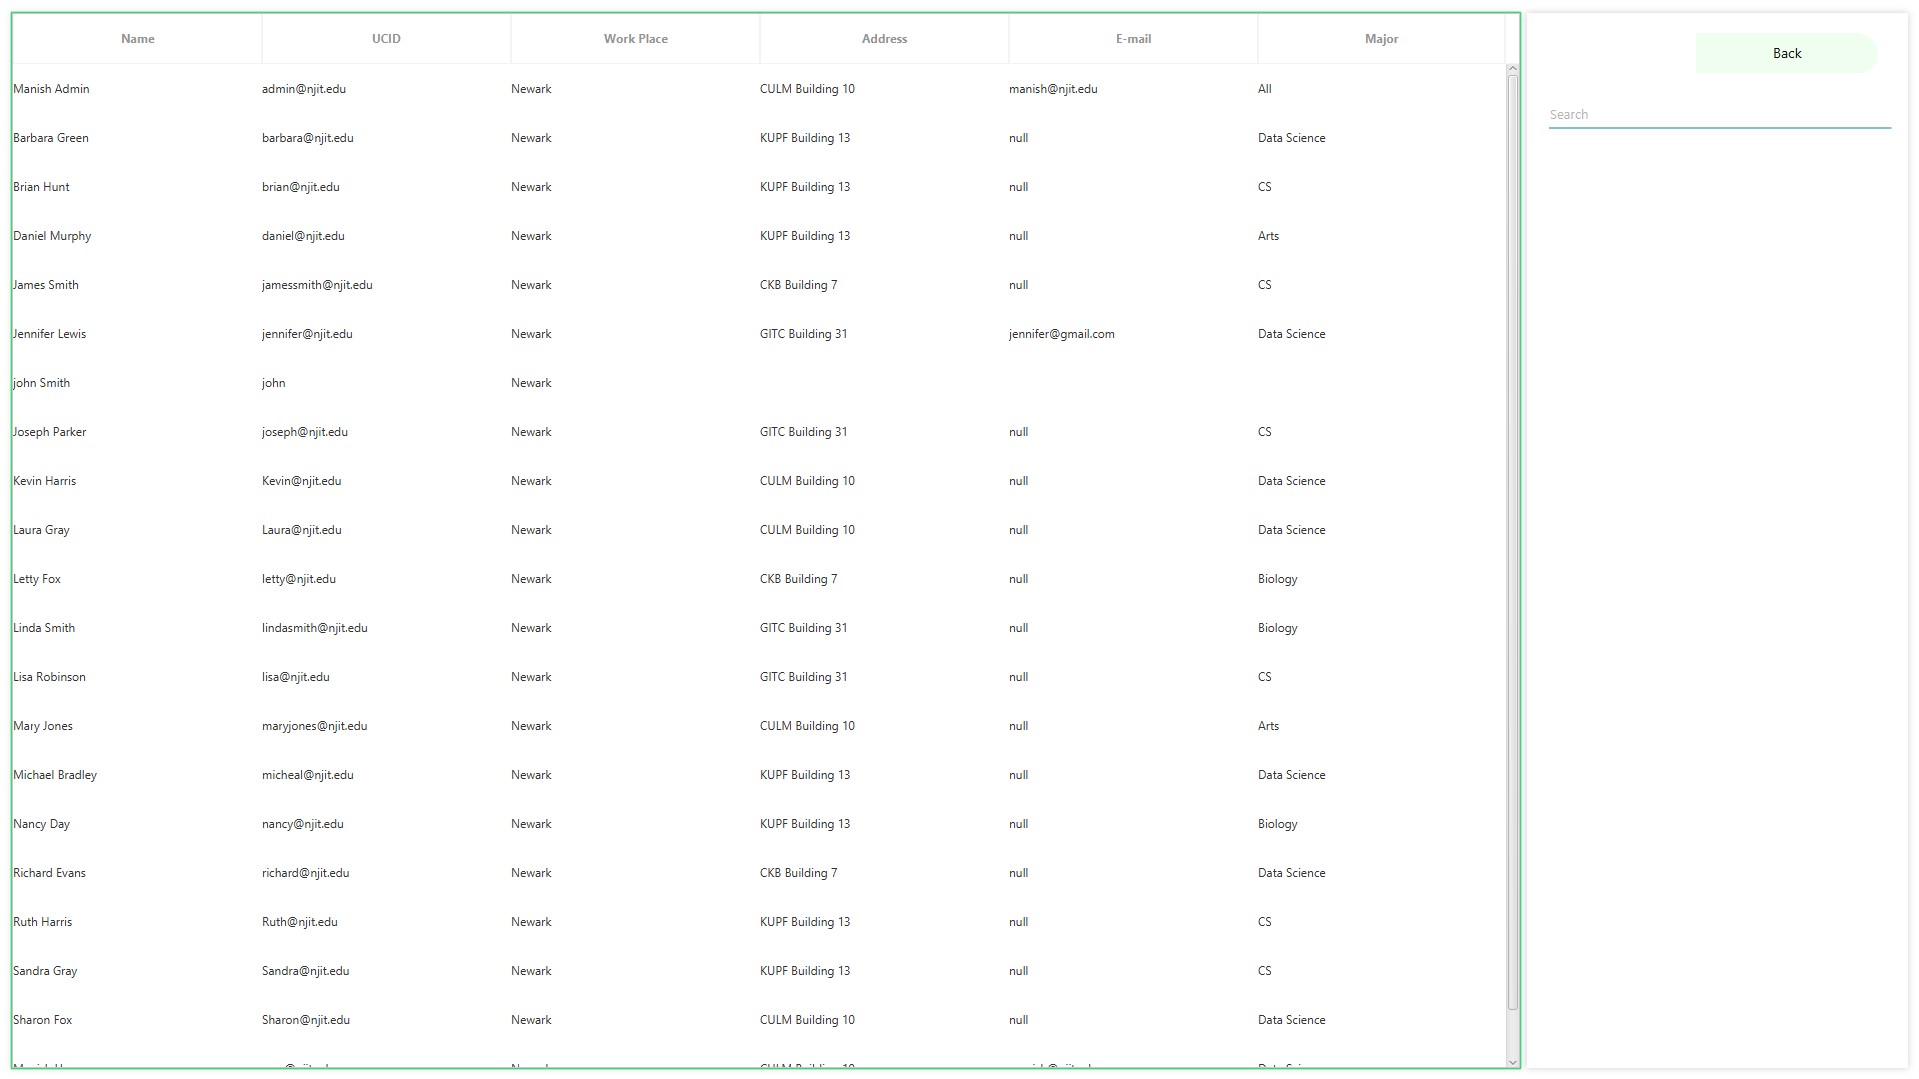 Name UCID Work Place Address E-mail Major
Back
Search
Manish Admin admin@njit.edu Newark CULM Building 10 manish@njit.edu All
Barbara Green barbara@njit.edu Newark KUPF Building 13 null Data Science
Brian Hunt brian@njit.edu Newark KUPF Building 13 null CS
Daniel Murphy daniel@njit.edu Newark KUPF Building 13 null Arts
James Smith jamessmith@njit.edu Newark CKB Building 7 null CS
Jennifer Lewis jennifer@njit.edu Newark GITC Building 31 jennifer@gmail.com Data Science
john Smith john Newark
Joseph Parker joseph@njit.edu Newark GITC Building 31 null CS
Kevin Harris Kevin@njit.edu Newark CULM Building 10 null Data Science
Laura Gray Laura@njit.edu Newark CULM Building 10 null Data Science
Letty Fox letty@njit.edu Newark CKB Building 7 null Biology
Linda Smith lindasmith@njit.edu Newark GITC Building 31 null Biology
Lisa Robinson lisa@njit.edu Newark GITC Building 31 null CS
Mary Jones maryjones@njit.edu Newark CULM Building 10 null Arts
Michael Bradley micheal@njit.edu Newark KUPF Building 13 null Data Science
Nancy Day nancy@njit.edu Newark KUPF Building 13 null Biology
Richard Evans richard@njit.edu Newark CKB Building 7 null Data Science
Ruth Harris Ruth@njit.edu Newark KUPF Building 13 null CS
Sandra Gray Sandra@njit.edu Newark KUPF Building 13 null CS
Sharon Fox Sharon@njit.edu Newark CULM Building 10 null Data Science